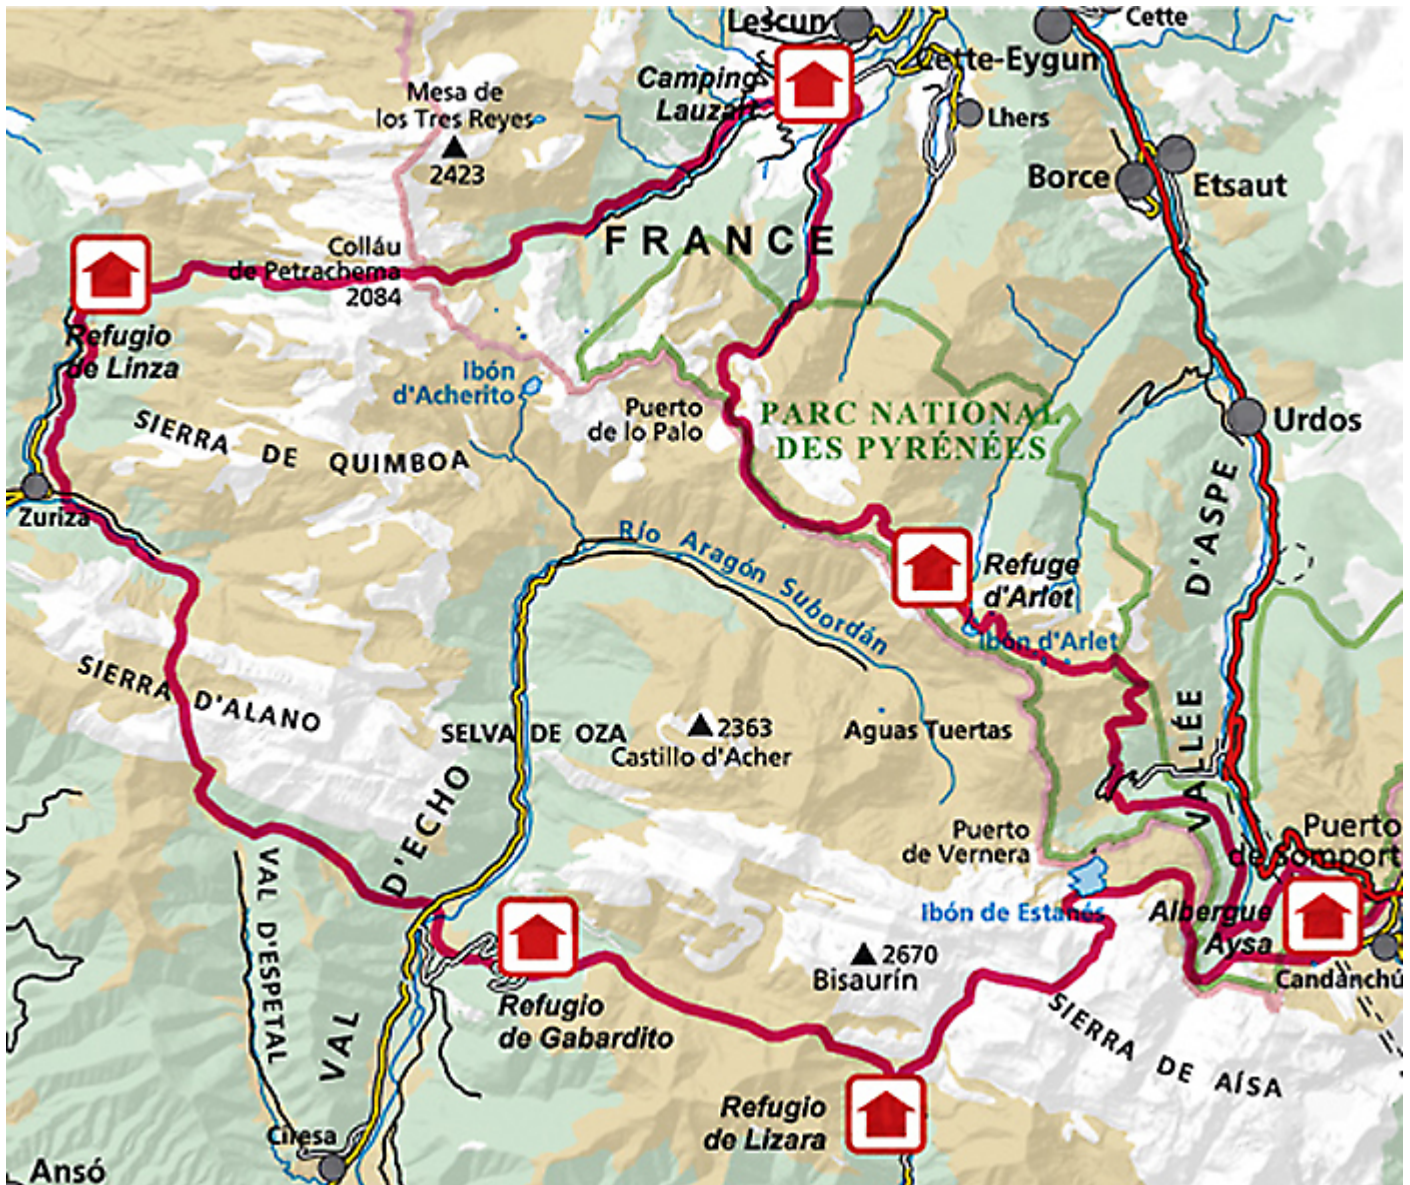 Lescun
Cette
Cette-Eygun
Camping
Lauzart
Mesa de
los Tres Reyes
2423
Lhers
Borce
Etsaut
FRANCE
Colláu
de Petrachema
2084
Refugio
de Linza
Ibón
d'Acherito
Puerto
de lo Palo
PARC NATIONAL
DES PYRÉNÉES
Urdos
SIERRA DE QUIMBOA
Zuriza
Río Aragón Subordán
VALLÉE D'ASPE
Refuge
d'Arlet
Ibón d'Arlet
SIERRA D'ALANO
SELVA DE OZA
2363
Castillo d'Acher
Aguas Tuertas
VAL D'ECHO
Puerto
de Vernera
Puerto
de Somport
VAL D'ESPETAL
Ibón de Estanés
Albergue
Aysa
Candanchú
2670
Bisaurín
Refugio
de Gabardito
SIERRA DE AÍSA
Refugio
de Lizara
Ciresa
Ansó